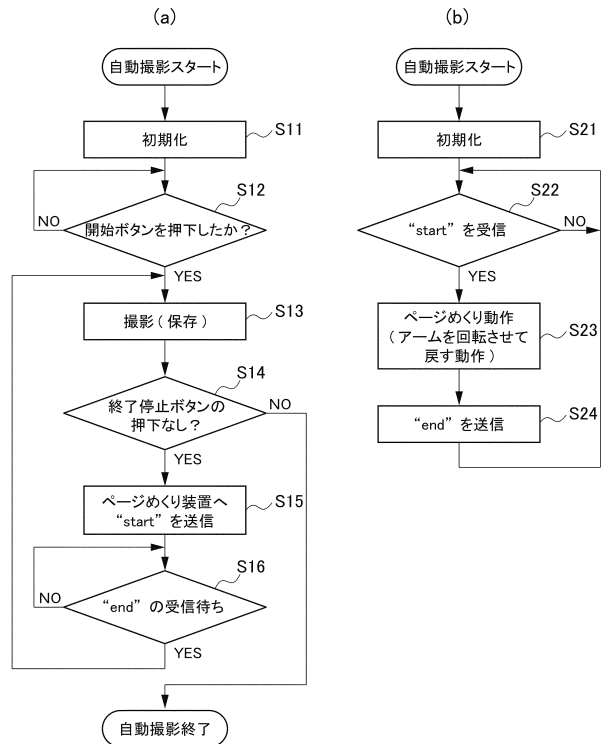 (a)
自動撮影スタート
初期化
S11
S12
開始ボタンを押下したか？
NO
YES
撮影（保存）
S13
S14
終了停止ボタンの
押下なし？
NO
YES
ページめくり装置へ
“start”を送信
S15
S16
“end”の受信待ち
NO
YES
自動撮影終了
(b)
自動撮影スタート
初期化
S21
S22
“start”を受信
NO
YES
ページめくり動作
（アームを回転させて
戻す動作）
S23
“end”を送信
S24